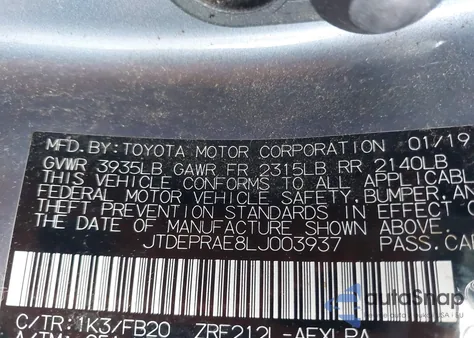 MFD.BY:TOYOTA MOTOR CORPORATION 01/19
GVWR 3935LB GAWR FR 2315LB RR 2140LB
THIS VEHICLE CONFORMS TO ALL APPLICABL
FEDERAL MOTOR VEHICLE SAFETY,BUMPER,AN
THEFT PREVENTION STANDARDS IN EFFECT O
THE DATE OF MANUFACTURE SHOWN ABOVE.
JTDEPRAE8LJ003937 PASS.CAR
C/TR:1K3/FB20 ZRE212L-AEXLPA
autoSnap